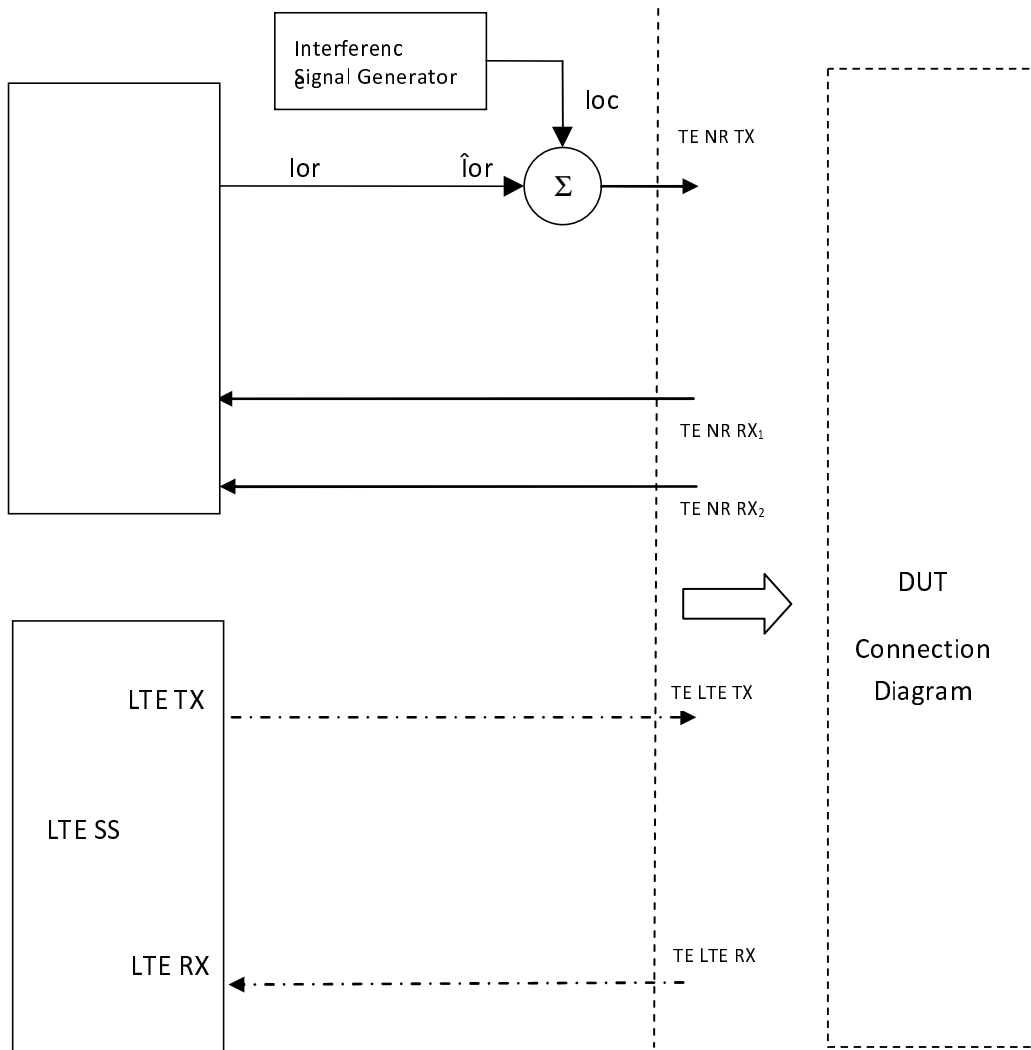 Interferenc
e
Signal Generator
Ioc
TE NR TX
Ior
Îor
Σ
TE NR RX1
TE NR RX2
DUT
Connection
Diagram
LTE TX
TE LTE TX
LTE SS
LTE RX
TE LTE RX